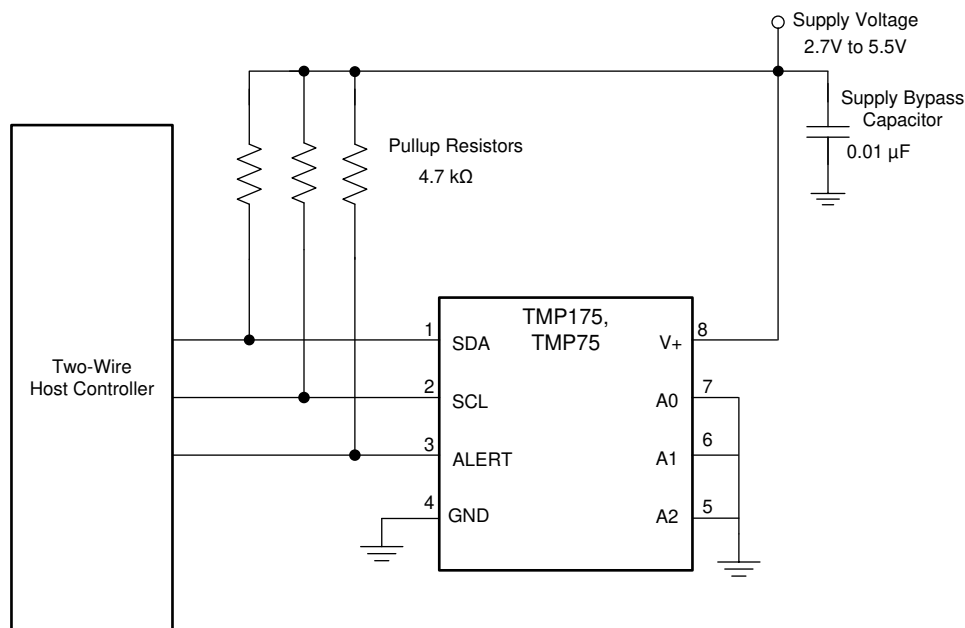 Supply Voltage
2.7V to 5.5V
Supply Bypass
Capacitor
0.01 µF
Pullup Resistors
4.7 kΩ
Two-Wire
Host Controller
TMP175,
TMP75
1
SDA
2
SCL
3
ALERT
4
GND
8
V+
7
A0
6
A1
5
A2